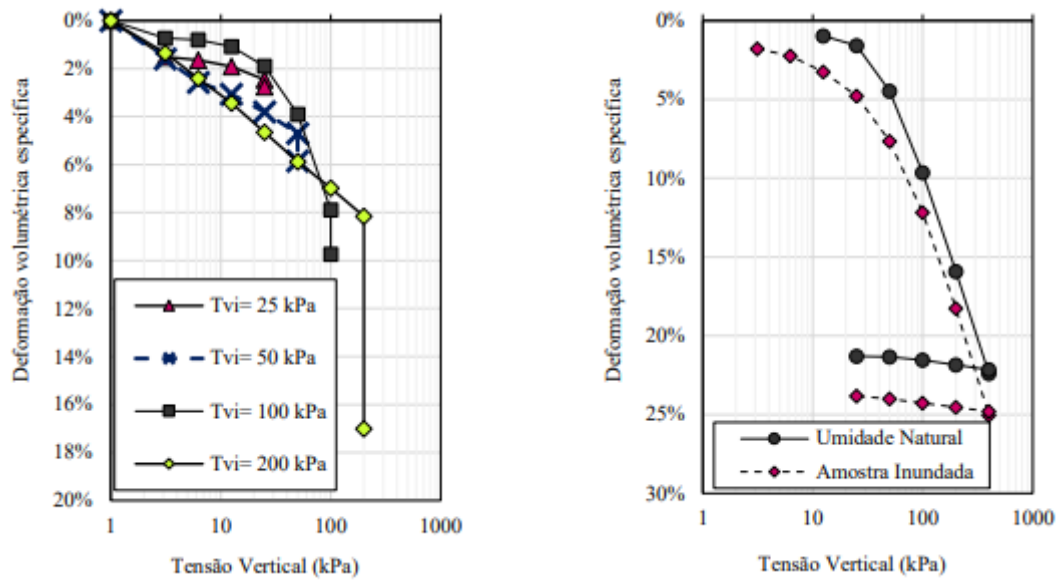 0%
2%
4%
6%
8%
10%
12%
14%
16%
18%
20%
Deformação volumétrica específica
Tvi= 25 kPa
Tvi= 50 kPa
Tvi= 100 kPa
Tvi= 200 kPa
1 10 100 1000
Tensão Vertical (kPa)
0%
5%
10%
15%
20%
25%
30%
Deformação volumétrica específica
Umidade Natural
Amostra Inundada
1 10 100 1000
Tensão Vertical (kPa)